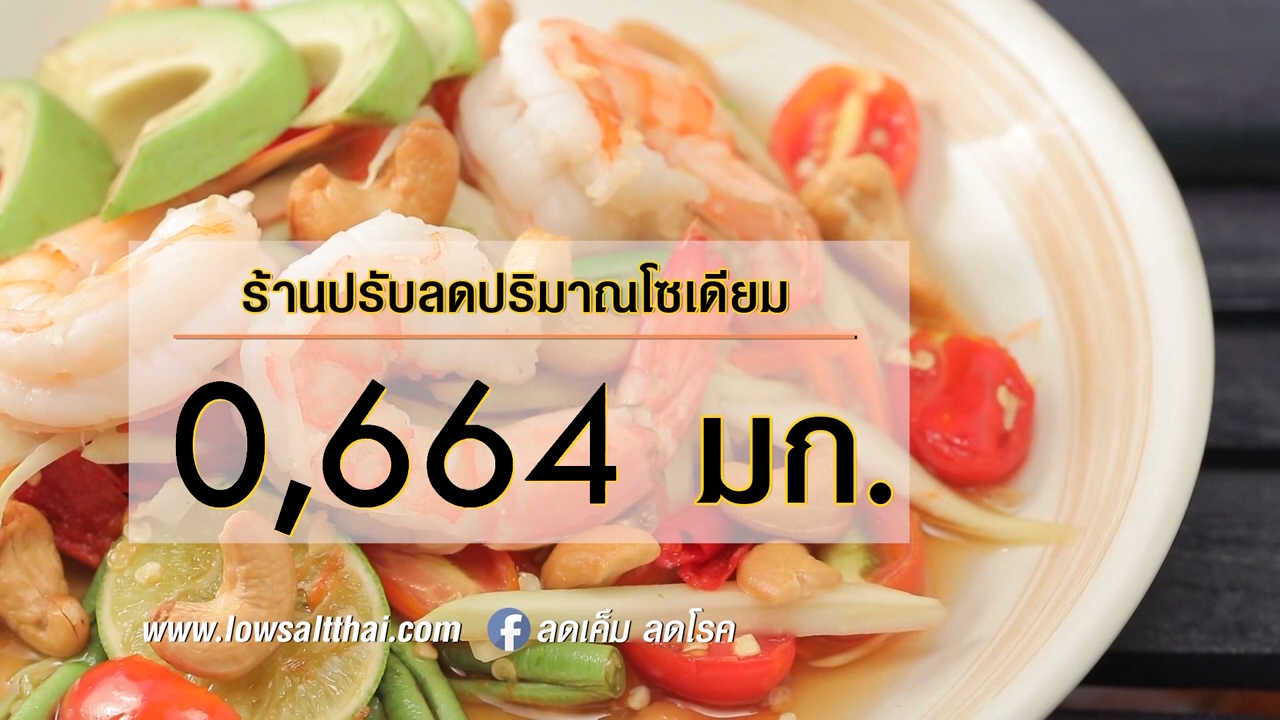 ร้านปรับลดปริมาณโซเดียม
0,664 มก.
www.lowsaltthai.com f ลดเค็ม ลดโรค